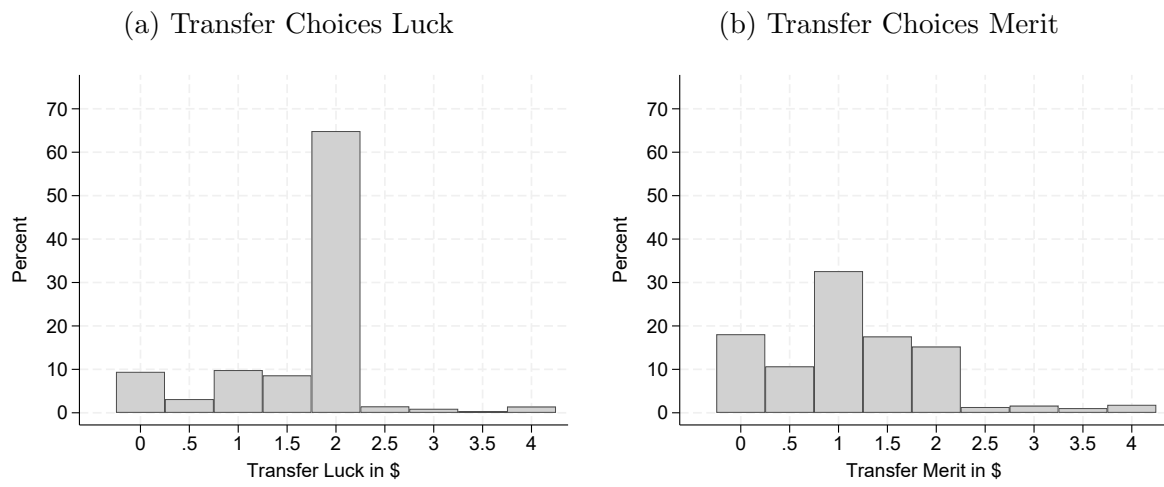 (a) Transfer Choices Luck
70
60
50
40
30
20
10
0
Percent
0 .5 1 1.5 2 2.5 3 3.5 4
Transfer Luck in $
(b) Transfer Choices Merit
70
60
50
40
30
20
10
0
Percent
0 .5 1 1.5 2 2.5 3 3.5 4
Transfer Merit in $